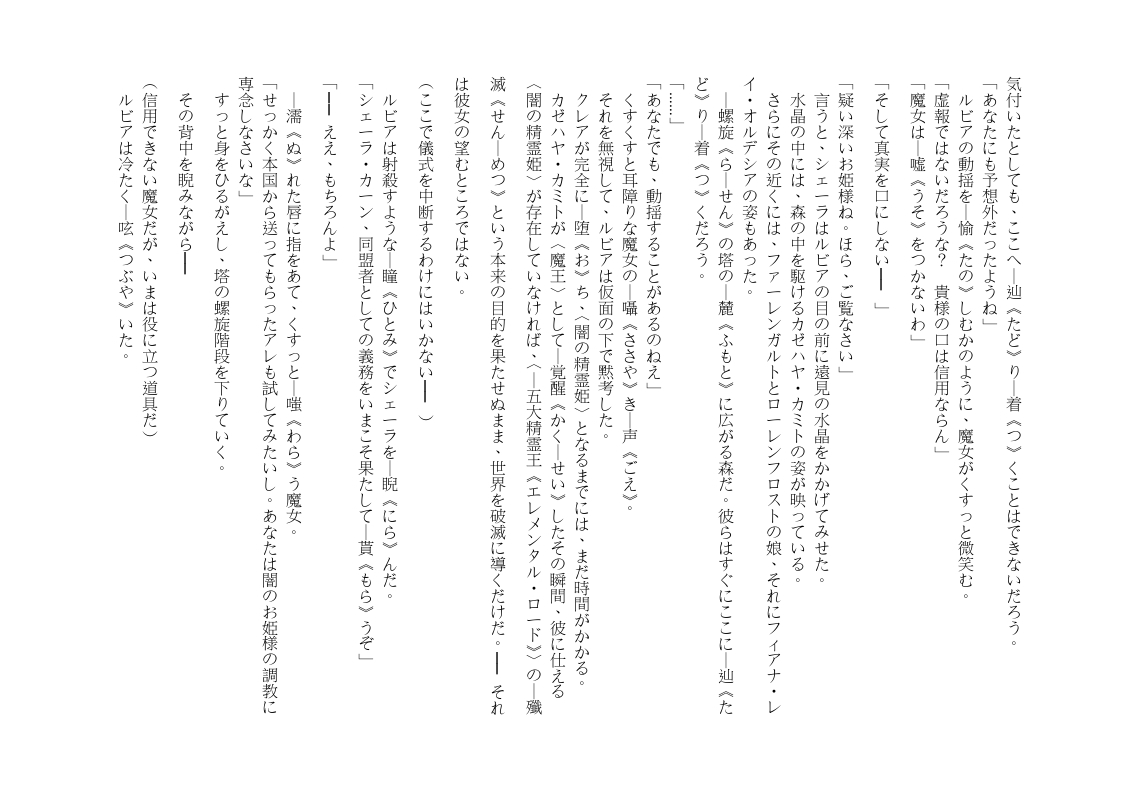 気付いたとしても、ここへ―辿《たど》り―着《つ》くことはできないだろう。
「あなたにも予想外だったようね」
　ルビアの動揺を―愉《たの》しむかのように、魔女がくすっと微笑む。
「虚報ではないだろうな？　貴様の口は信用ならん」
「魔女は―嘘《うそ》をつかないわ」
「そして真実を口にしない━━　」
「疑い深いお姫様ね。ほら、ご覧なさい」
　言うと、シェーラはルビアの目の前に遠見の水晶をかかげてみせた。
　水晶の中には、森の中を駆けるカゼハヤ・カミトの姿が映っている。
　さらにその近くには、ファーレンガルトとローレンフロストの娘、それにフィアナ・レ
イ・オルデシアの姿もあった。
　―螺旋《ら―せん》の塔の―麓《ふもと》に広がる森だ。彼らはすぐにここに―辿《た
ど》り―着《つ》くだろう。
「……」
「あなたでも、動揺することがあるのねえ」
　くすくすと耳障りな魔女の―囁《ささや》き―声《ごえ》。
　それを無視して、ルビアは仮面の下で黙考した。
　クレアが完全に―堕《お》ち、〈闇の精霊姫〉となるまでには、まだ時間がかかる。
　カゼハヤ・カミトが〈魔王〉として―覚醒《かく―せい》したその瞬間、彼に仕える
〈闇の精霊姫〉が存在していなければ、〈―五大精霊王《エレメンタル・ロード》〉の―殲
滅《せん―めつ》という本来の目的を果たせぬまま、世界を破滅に導くだけだ。━━　それ
は彼女の望むところではない。
（ここで儀式を中断するわけにはいかない━━　）
　ルビアは射殺すような―瞳《ひとみ》でシェーラを―睨《にら》んだ。
「シェーラ・カーン、同盟者としての義務をいまこそ果たして―貰《もら》うぞ」
「━━　ええ、もちろんよ」
　―濡《ぬ》れた唇に指をあて、くすっと―嗤《わら》う魔女。
「せっかく本国から送ってもらったアレも試してみたいし。あなたは闇のお姫様の調教に
専念しなさいな」
　すっと身をひるがえし、塔の螺旋階段を下りていく。
　その背中を睨みながら━━
（信用できない魔女だが、いまは役に立つ道具だ）
　ルビアは冷たく―呟《つぶや》いた。